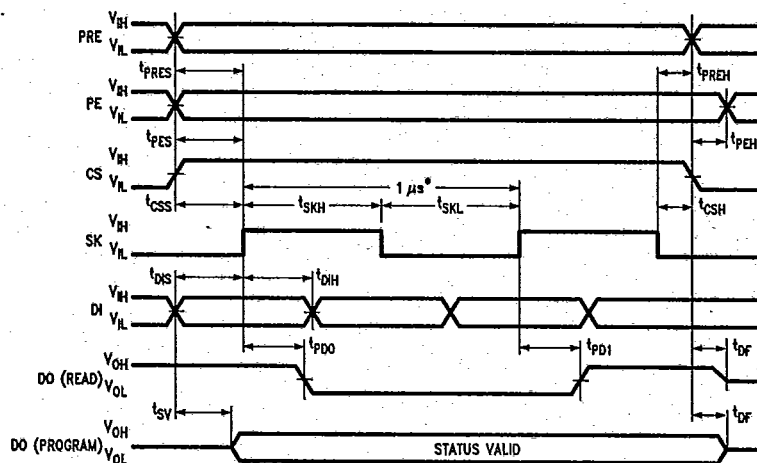 V_IH
PRE
V_IL
t_PRES
t_PREH
V_IH
PE
V_IL
t_PES
t_PEH
V_IH
CS
V_IL
1 μs*
t_CSS
t_SKH
t_SKL
t_CSH
V_IH
SK
V_IL
t_DIS
t_DIH
V_IH
DI
V_IL
t_PD0
t_PD1
t_DF
V_OH
DO (READ)
V_OL
t_SV
t_DF
V_OH
DO (PROGRAM)
V_OL
STATUS VALID